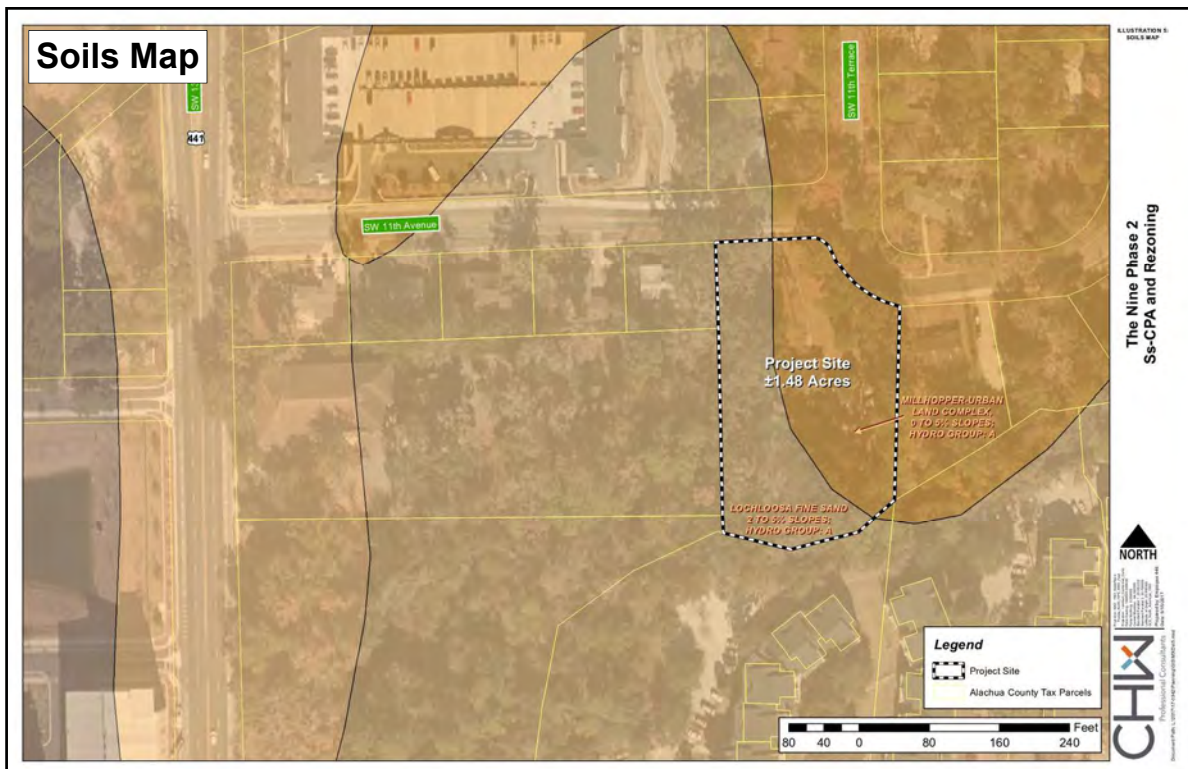 Soils Map
SW 13
441
SW 11th Avenue
SW 11th Terrace
Project Site
±1.48 Acres
MILLHOPPER-URBAN
LAND COMPLEX,
0 TO 5% SLOPES;
HYDRO GROUP: A
LOCHLOOSA FINE SAND
2 TO 5% SLOPES;
HYDRO GROUP: A
Legend
Project Site
Alachua County Tax Parcels
Feet
80 40 0 80 160 240
ILLUSTRATION 5:
SOILS MAP
The Nine Phase 2
Ss-CPA and Rezoning
NORTH
CHW
Professional Consultants